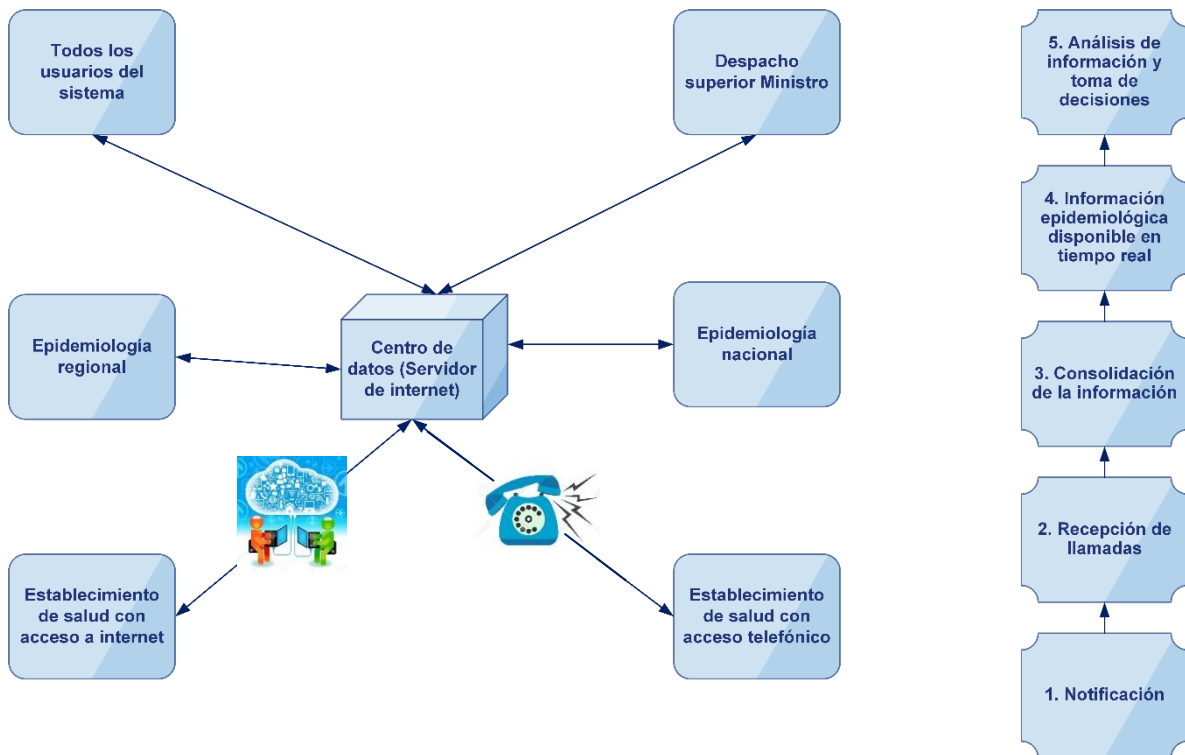 Todos los
usuarios del
sistema
Despacho
superior Ministro
Epidemiología
regional
Centro de
datos (Servidor
de internet)
Epidemiología
nacional
Establecimiento
de salud con
acceso a internet
Establecimiento
de salud con
acceso telefónico
5. Análisis de
información y
toma de
decisiones
4. Información
epidemiológica
disponible en
tiempo real
3. Consolidación
de la información
2. Recepción de
llamadas
1. Notificación